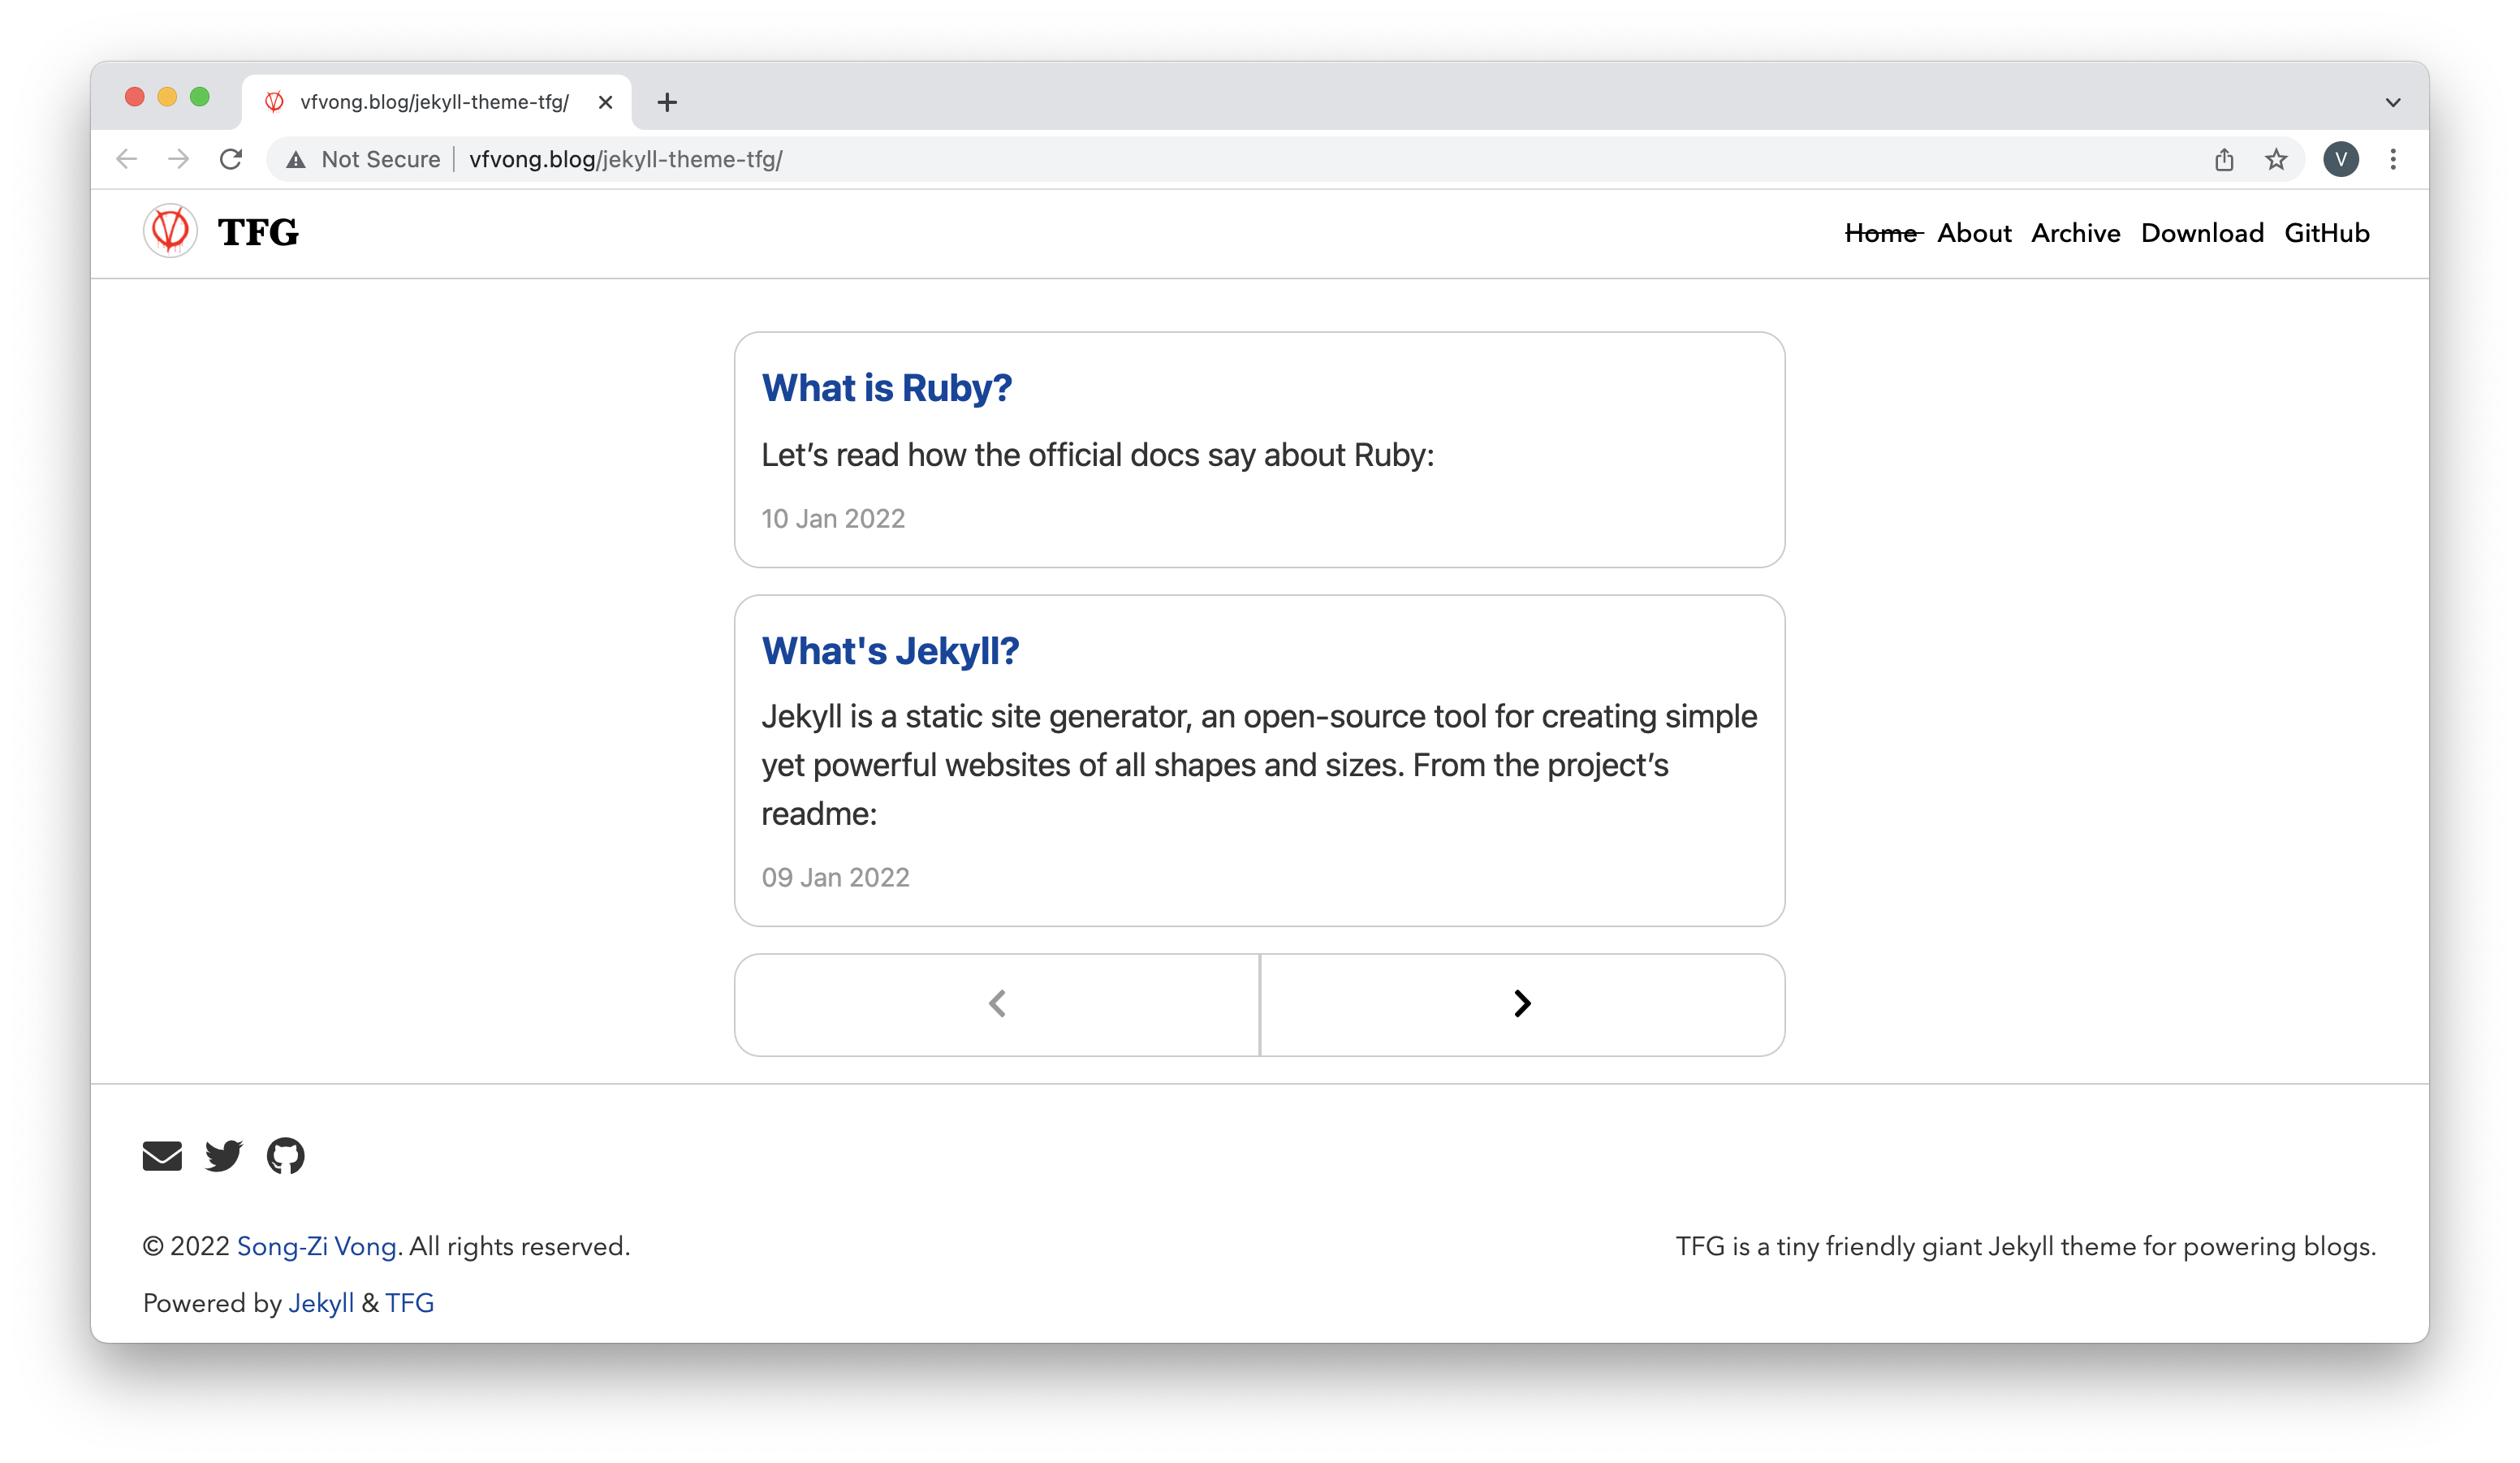 vfvong.blog/jekyll-theme-tfg/
Not Secure vfvong.blog/jekyll-theme-tfg/
V
TFG
Home About Archive Download GitHub
What is Ruby?
Let’s read how the official docs say about Ruby:
10 Jan 2022
What's Jekyll?
Jekyll is a static site generator, an open-source tool for creating simple
yet powerful websites of all shapes and sizes. From the project’s
readme:
09 Jan 2022
© 2022 Song-Zi Vong. All rights reserved.
TFG is a tiny friendly giant Jekyll theme for powering blogs.
Powered by Jekyll & TFG